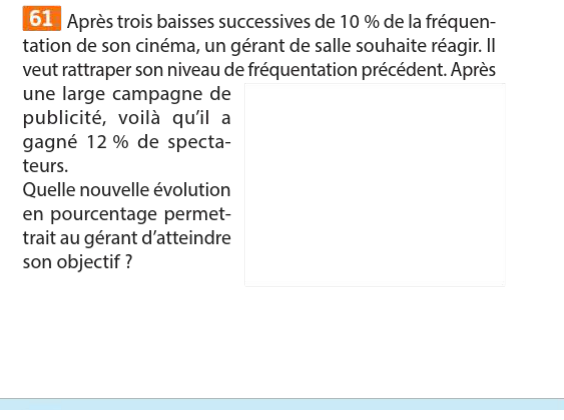 61 Après trois baisses successives de 10 % de la fréquen-
tation de son cinéma, un gérant de salle souhaite réagir. Il
veut rattraper son niveau de fréquentation précédent. Après
une large campagne de
publicité, voilà qu’il a
gagné 12 % de specta-
teurs.
Quelle nouvelle évolution
en pourcentage permet-
trait au gérant d’atteindre
son objectif ?